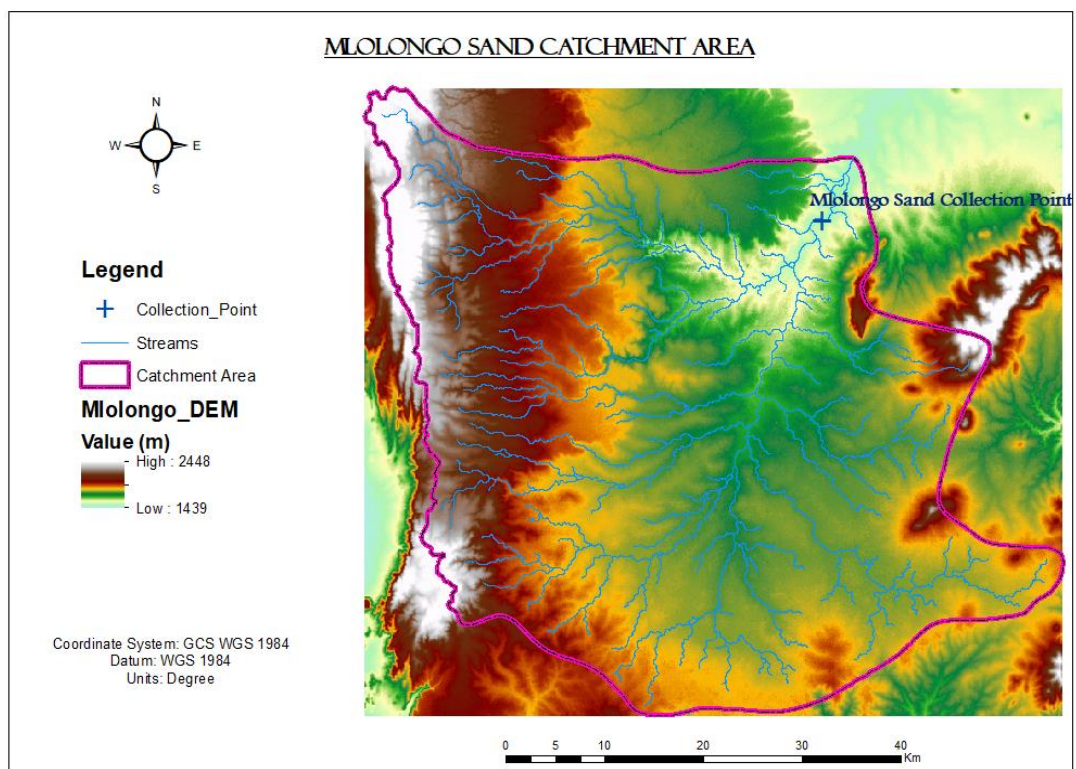 MLOLONGO SAND CATCHMENT AREA
N
W
E
S
Mlolongo Sand Collection Point
Legend
Collection_Point
Streams
Catchment Area
Mlolongo_DEM
Value (m)
High : 2448
Low : 1439
Coordinate System: GCS WGS 1984
Datum: WGS 1984
Units: Degree
0 5 10 20 30 40
Km